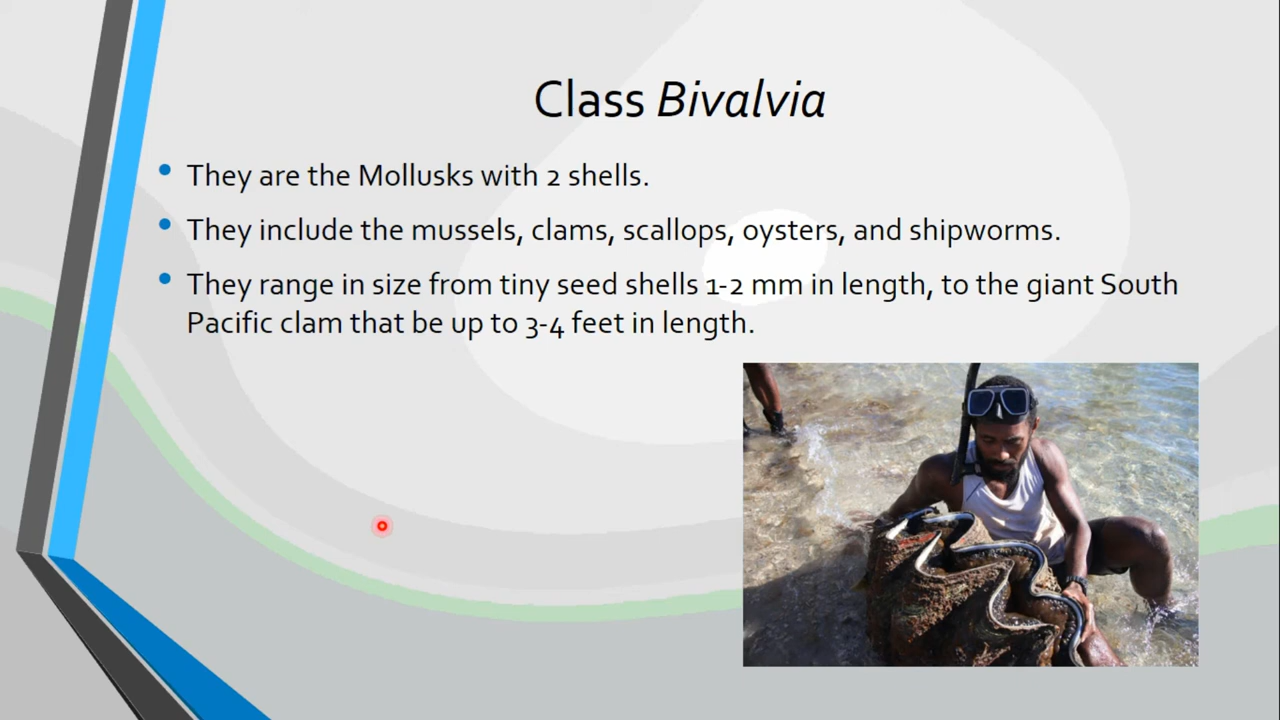 Class Bivalvia
• They are the Mollusks with 2 shells.
• They include the mussels, clams, scallops, oysters, and shipworms.
• They range in size from tiny seed shells 1-2 mm in length, to the giant South
Pacific clam that be up to 3-4 feet in length.